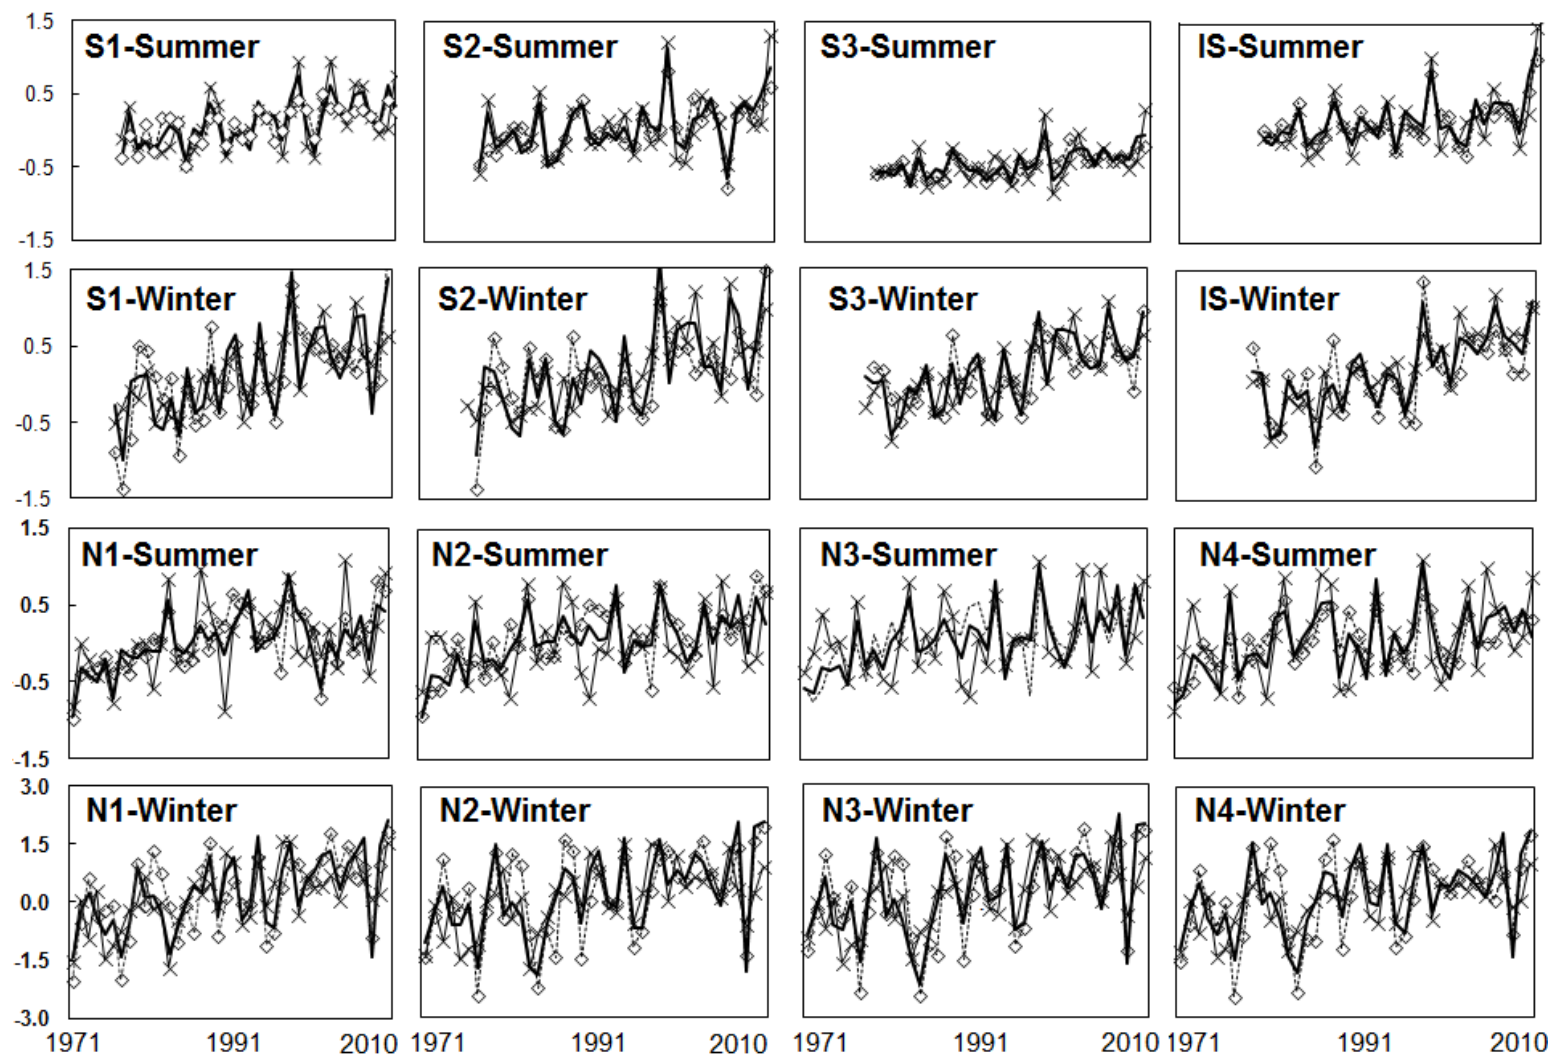 1.5 S1-Summer S2-Summer S3-Summer IS-Summer
0.5
-0.5
-1.5
1.5 S1-Winter S2-Winter S3-Winter IS-Winter
0.5
-0.5
-1.5
1.5 N1-Summer N2-Summer N3-Summer N4-Summer
0.5
-0.5
-1.5
3.0 N1-Winter N2-Winter N3-Winter N4-Winter
1.5
0.0
-1.5
-3.0
1971 1991 2010 1971 1991 2010 1971 1991 2010 1971 1991 2010